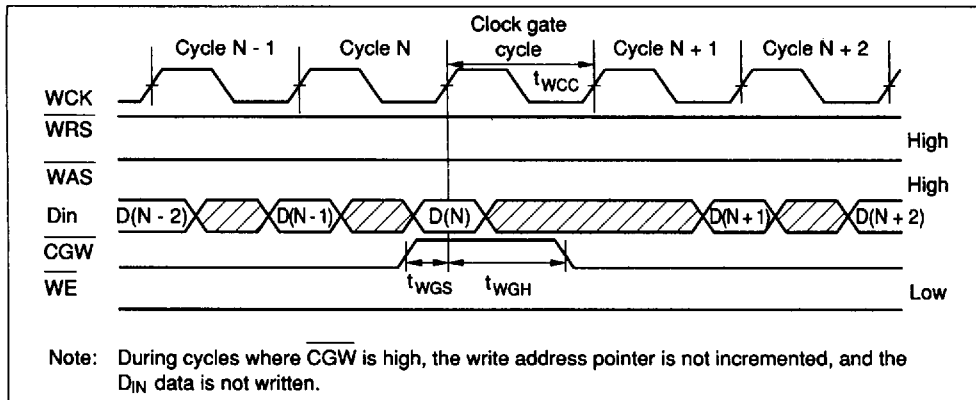 Clock gate
Cycle N - 1 Cycle N cycle Cycle N + 1 Cycle N + 2
tWCC
WCK
WRS High
WAS High
Din D(N - 2) D(N-1) D(N) D(N+1) D(N + 2)
CGW
tWGS tWGH
WE Low
Note: During cycles where CGW is high, the write address pointer is not incremented, and the
DIN data is not written.